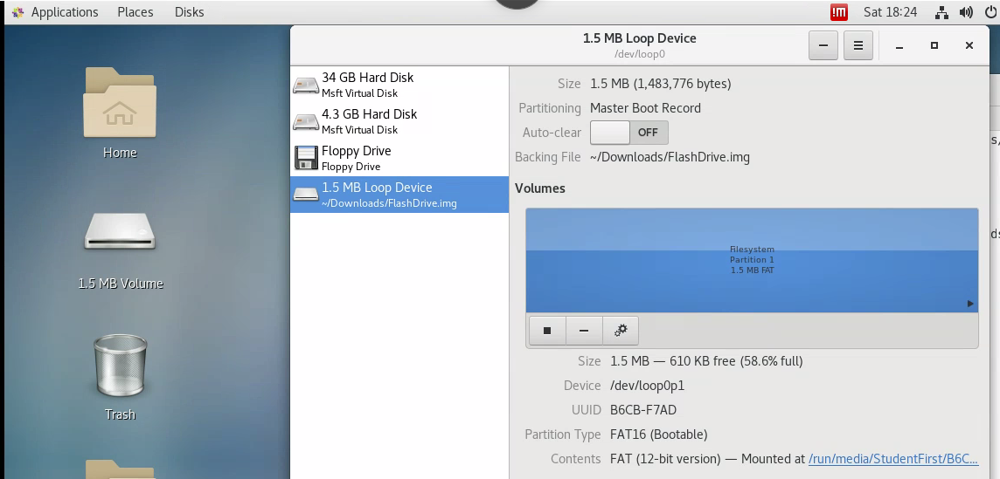 Applications Places Disks !m Sat 18:24
1.5 MB Loop Device
/dev/loop0
Home
1.5 MB Volume
Trash
34 GB Hard Disk
Msft Virtual Disk
4.3 GB Hard Disk
Msft Virtual Disk
Floppy Drive
Floppy Drive
1.5 MB Loop Device
~/Downloads/FlashDrive.img
Size 1.5 MB (1,483,776 bytes)
Partitioning Master Boot Record
Auto-clear OFF
Backing File ~/Downloads/FlashDrive.img
Volumes
Filesystem
Partition 1
1.5 MB FAT
Size 1.5 MB — 610 KB free (58.6% full)
Device /dev/loop0p1
UUID B6CB-F7AD
Partition Type FAT16 (Bootable)
Contents FAT (12-bit version) — Mounted at /run/media/StudentFirst/B6C...